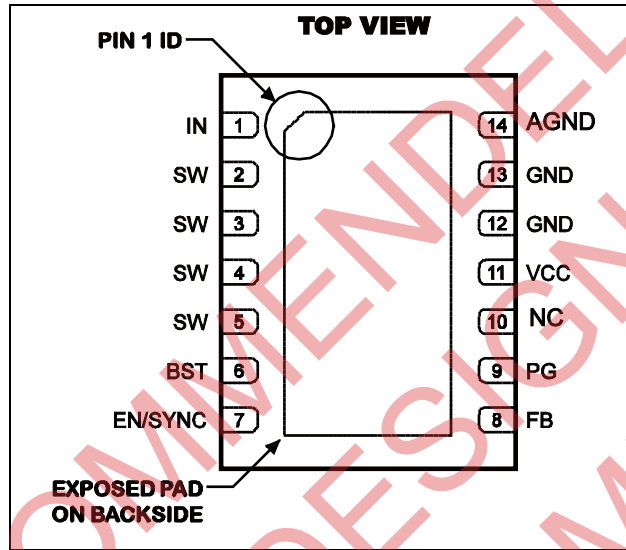 TOP VIEW
PIN 1 ID
IN 1
SW 2
SW 3
SW 4
SW 5
BST 6
EN/SYNC 7
14 AGND
13 GND
12 GND
11 VCC
10 NC
9 PG
8 FB
EXPOSED PAD
ON BACKSIDE
OMMENDE
DESIGN